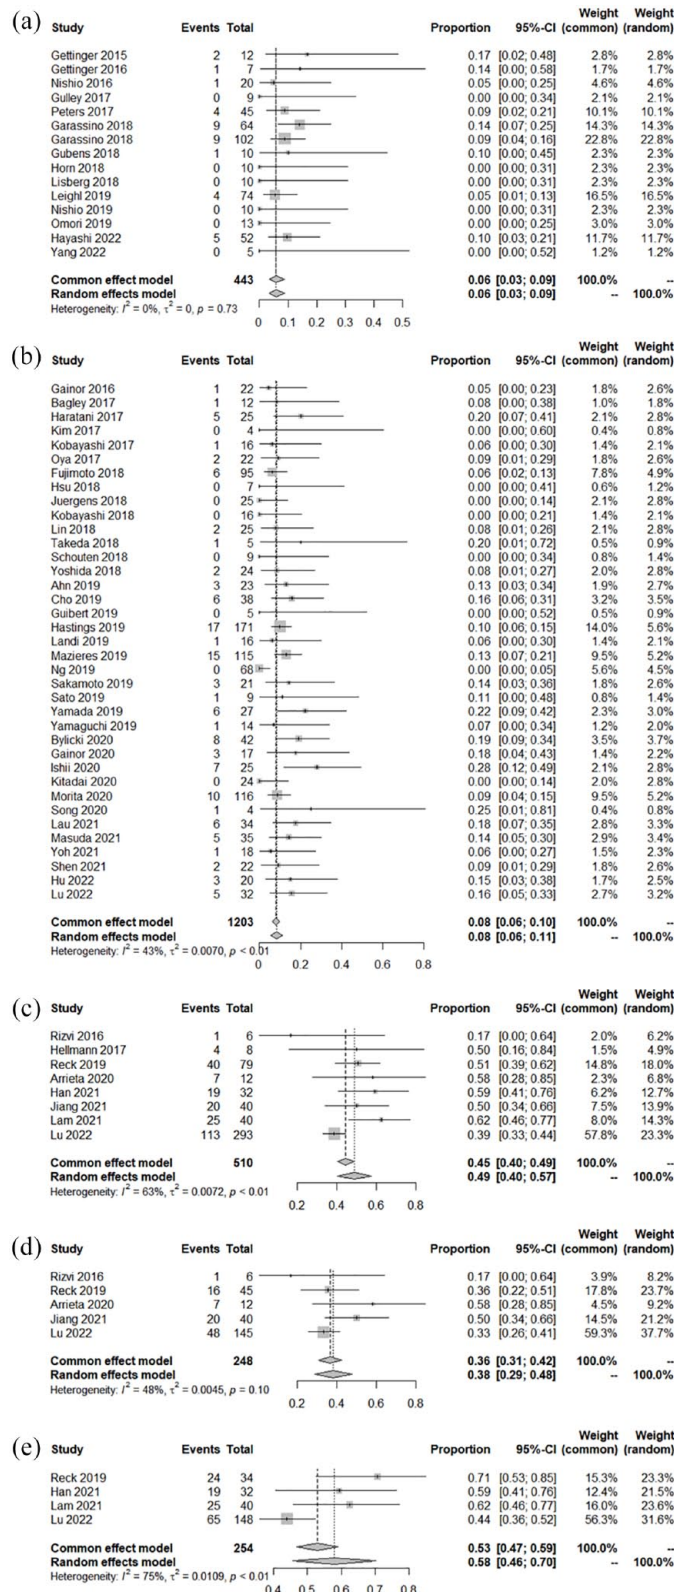 (a)
Weight Weight
Study Events Total Proportion 95%-CI (common) (random)
Gettinger 2015 2 12 0.17 [0.02; 0.48] 2.8% 2.8%
Gettinger 2016 1 7 0.14 [0.00; 0.58] 1.7% 1.7%
Nishio 2016 1 20 0.05 [0.00; 0.25] 4.6% 4.6%
Gulley 2017 0 9 0.00 [0.00; 0.34] 2.1% 2.1%
Peters 2017 4 45 0.09 [0.02; 0.21] 10.1% 10.1%
Garassino 2018 9 64 0.14 [0.07; 0.25] 14.3% 14.3%
Garassino 2018 9 102 0.09 [0.04; 0.16] 22.8% 22.8%
Gubens 2018 1 10 0.10 [0.00; 0.45] 2.3% 2.3%
Horn 2018 0 10 0.00 [0.00; 0.31] 2.3% 2.3%
Lisberg 2018 0 10 0.00 [0.00; 0.31] 2.3% 2.3%
Leighl 2019 4 74 0.05 [0.01; 0.13] 16.5% 16.5%
Nishio 2019 0 10 0.00 [0.00; 0.31] 2.3% 2.3%
Omori 2019 0 13 0.00 [0.00; 0.25] 3.0% 3.0%
Hayashi 2022 5 52 0.10 [0.03; 0.21] 11.7% 11.7%
Yang 2022 0 5 0.00 [0.00; 0.52] 1.2% 1.2%
Common effect model 443 0.06 [0.03; 0.09] 100.0% --
Random effects model 0.06 [0.03; 0.09] -- 100.0%
Heterogeneity: I² = 0%, τ² = 0, p = 0.73
0 0.1 0.2 0.3 0.4 0.5
(b)
Weight Weight
Study Events Total Proportion 95%-CI (common) (random)
Gainor 2016 1 22 0.05 [0.00; 0.23] 1.8% 2.6%
Bagley 2017 1 12 0.08 [0.00; 0.38] 1.0% 1.8%
Haratani 2017 5 25 0.20 [0.07; 0.41] 2.1% 2.8%
Kim 2017 0 4 0.00 [0.00; 0.60] 0.4% 0.8%
Kobayashi 2017 1 16 0.06 [0.00; 0.30] 1.4% 2.1%
Oya 2017 2 22 0.09 [0.01; 0.29] 1.8% 2.6%
Fujimoto 2018 6 95 0.06 [0.02; 0.13] 7.8% 4.9%
Hsu 2018 0 7 0.00 [0.00; 0.41] 0.6% 1.2%
Juergens 2018 0 25 0.00 [0.00; 0.14] 2.1% 2.8%
Kobayashi 2018 0 16 0.00 [0.00; 0.21] 1.4% 2.1%
Lin 2018 2 25 0.08 [0.01; 0.26] 2.1% 2.8%
Takeda 2018 1 5 0.20 [0.01; 0.72] 0.5% 0.9%
Schouten 2018 0 9 0.00 [0.00; 0.34] 0.8% 1.4%
Yoshida 2018 2 24 0.08 [0.01; 0.27] 2.0% 2.8%
Ahn 2019 3 23 0.13 [0.03; 0.34] 1.9% 2.7%
Cho 2019 6 38 0.16 [0.06; 0.31] 3.2% 3.5%
Guibert 2019 0 5 0.00 [0.00; 0.52] 0.5% 0.9%
Hastings 2019 17 171 0.10 [0.06; 0.15] 14.0% 5.6%
Landi 2019 1 16 0.06 [0.00; 0.30] 1.4% 2.1%
Mazieres 2019 15 115 0.13 [0.07; 0.21] 9.5% 5.2%
Ng 2019 0 68 0.00 [0.00; 0.05] 5.6% 4.5%
Sakamoto 2019 3 21 0.14 [0.03; 0.36] 1.8% 2.6%
Sato 2019 1 9 0.11 [0.00; 0.48] 0.8% 1.4%
Yamada 2019 6 27 0.22 [0.09; 0.42] 2.3% 3.0%
Yamaguchi 2019 1 14 0.07 [0.00; 0.34] 1.2% 2.0%
Bylicki 2020 8 42 0.19 [0.09; 0.34] 3.5% 3.7%
Gainor 2020 3 17 0.18 [0.04; 0.43] 1.4% 2.2%
Ishii 2020 7 25 0.28 [0.12; 0.49] 2.1% 2.8%
Kitadai 2020 0 24 0.00 [0.00; 0.14] 2.0% 2.8%
Morita 2020 10 116 0.09 [0.04; 0.15] 9.5% 5.2%
Song 2020 1 4 0.25 [0.01; 0.81] 0.4% 0.8%
Lau 2021 6 34 0.18 [0.07; 0.35] 2.8% 3.3%
Masuda 2021 5 35 0.14 [0.05; 0.30] 2.9% 3.4%
Yoh 2021 1 18 0.06 [0.00; 0.27] 1.5% 2.3%
Shen 2021 2 22 0.09 [0.01; 0.29] 1.8% 2.6%
Hu 2022 3 20 0.15 [0.03; 0.38] 1.7% 2.5%
Lu 2022 5 32 0.16 [0.05; 0.33] 2.7% 3.2%
Common effect model 1203 0.08 [0.06; 0.10] 100.0% --
Random effects model 0.08 [0.06; 0.11] -- 100.0%
Heterogeneity: I² = 43%, τ² = 0.0070, p < 0.01
0 0.2 0.4 0.6 0.8
(c)
Weight Weight
Study Events Total Proportion 95%-CI (common) (random)
Rizvi 2016 1 6 0.17 [0.00; 0.64] 2.0% 6.2%
Hellmann 2017 4 8 0.50 [0.16; 0.84] 1.5% 4.9%
Reck 2019 40 79 0.51 [0.39; 0.62] 14.8% 18.0%
Arrieta 2020 7 12 0.58 [0.28; 0.85] 2.3% 6.8%
Han 2021 19 32 0.59 [0.41; 0.76] 6.2% 12.7%
Jiang 2021 20 40 0.50 [0.34; 0.66] 7.5% 13.9%
Lam 2021 25 40 0.62 [0.46; 0.77] 8.0% 14.3%
Lu 2022 113 293 0.39 [0.33; 0.44] 57.8% 23.3%
Common effect model 510 0.45 [0.40; 0.49] 100.0% --
Random effects model 0.49 [0.40; 0.57] -- 100.0%
Heterogeneity: I² = 63%, τ² = 0.0072, p < 0.01
0.2 0.4 0.6 0.8
(d)
Weight Weight
Study Events Total Proportion 95%-CI (common) (random)
Rizvi 2016 1 6 0.17 [0.00; 0.64] 3.9% 8.2%
Reck 2019 16 45 0.36 [0.22; 0.51] 17.8% 23.7%
Arrieta 2020 7 12 0.58 [0.28; 0.85] 4.5% 9.2%
Jiang 2021 20 40 0.50 [0.34; 0.66] 14.5% 21.2%
Lu 2022 48 145 0.33 [0.26; 0.41] 59.3% 37.7%
Common effect model 248 0.36 [0.31; 0.42] 100.0% --
Random effects model 0.38 [0.29; 0.48] -- 100.0%
Heterogeneity: I² = 48%, τ² = 0.0045, p = 0.10
0.2 0.4 0.6 0.8
(e)
Weight Weight
Study Events Total Proportion 95%-CI (common) (random)
Reck 2019 24 34 0.71 [0.53; 0.85] 15.3% 23.3%
Han 2021 19 32 0.59 [0.41; 0.76] 12.4% 21.5%
Lam 2021 25 40 0.62 [0.46; 0.77] 16.0% 23.6%
Lu 2022 65 148 0.44 [0.36; 0.52] 56.3% 31.6%
Common effect model 254 0.53 [0.47; 0.59] 100.0% --
Random effects model 0.58 [0.46; 0.70] -- 100.0%
Heterogeneity: I² = 75%, τ² = 0.0109, p < 0.01
0.4 0.5 0.6 0.7 0.8